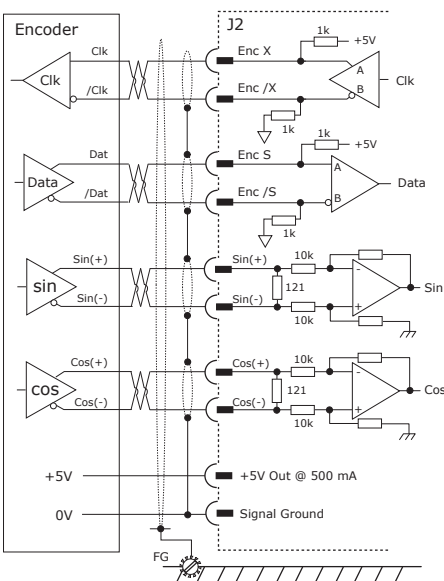 Encoder
J2
Clk
/Clk
Clk
Enc X
Enc /X
1k
+5V
A
B
1k
Clk
Dat
/Dat
Data
Enc S
Enc /S
1k
+5V
A
B
1k
Data
Sin(+)
Sin(-)
sin
Sin(+)
Sin(-)
121
10k
10k
-
+
Sin
Cos(+)
Cos(-)
cos
Cos(+)
Cos(-)
121
10k
10k
-
+
Cos
+5V
+5V Out @ 500 mA
0V
Signal Ground
FG